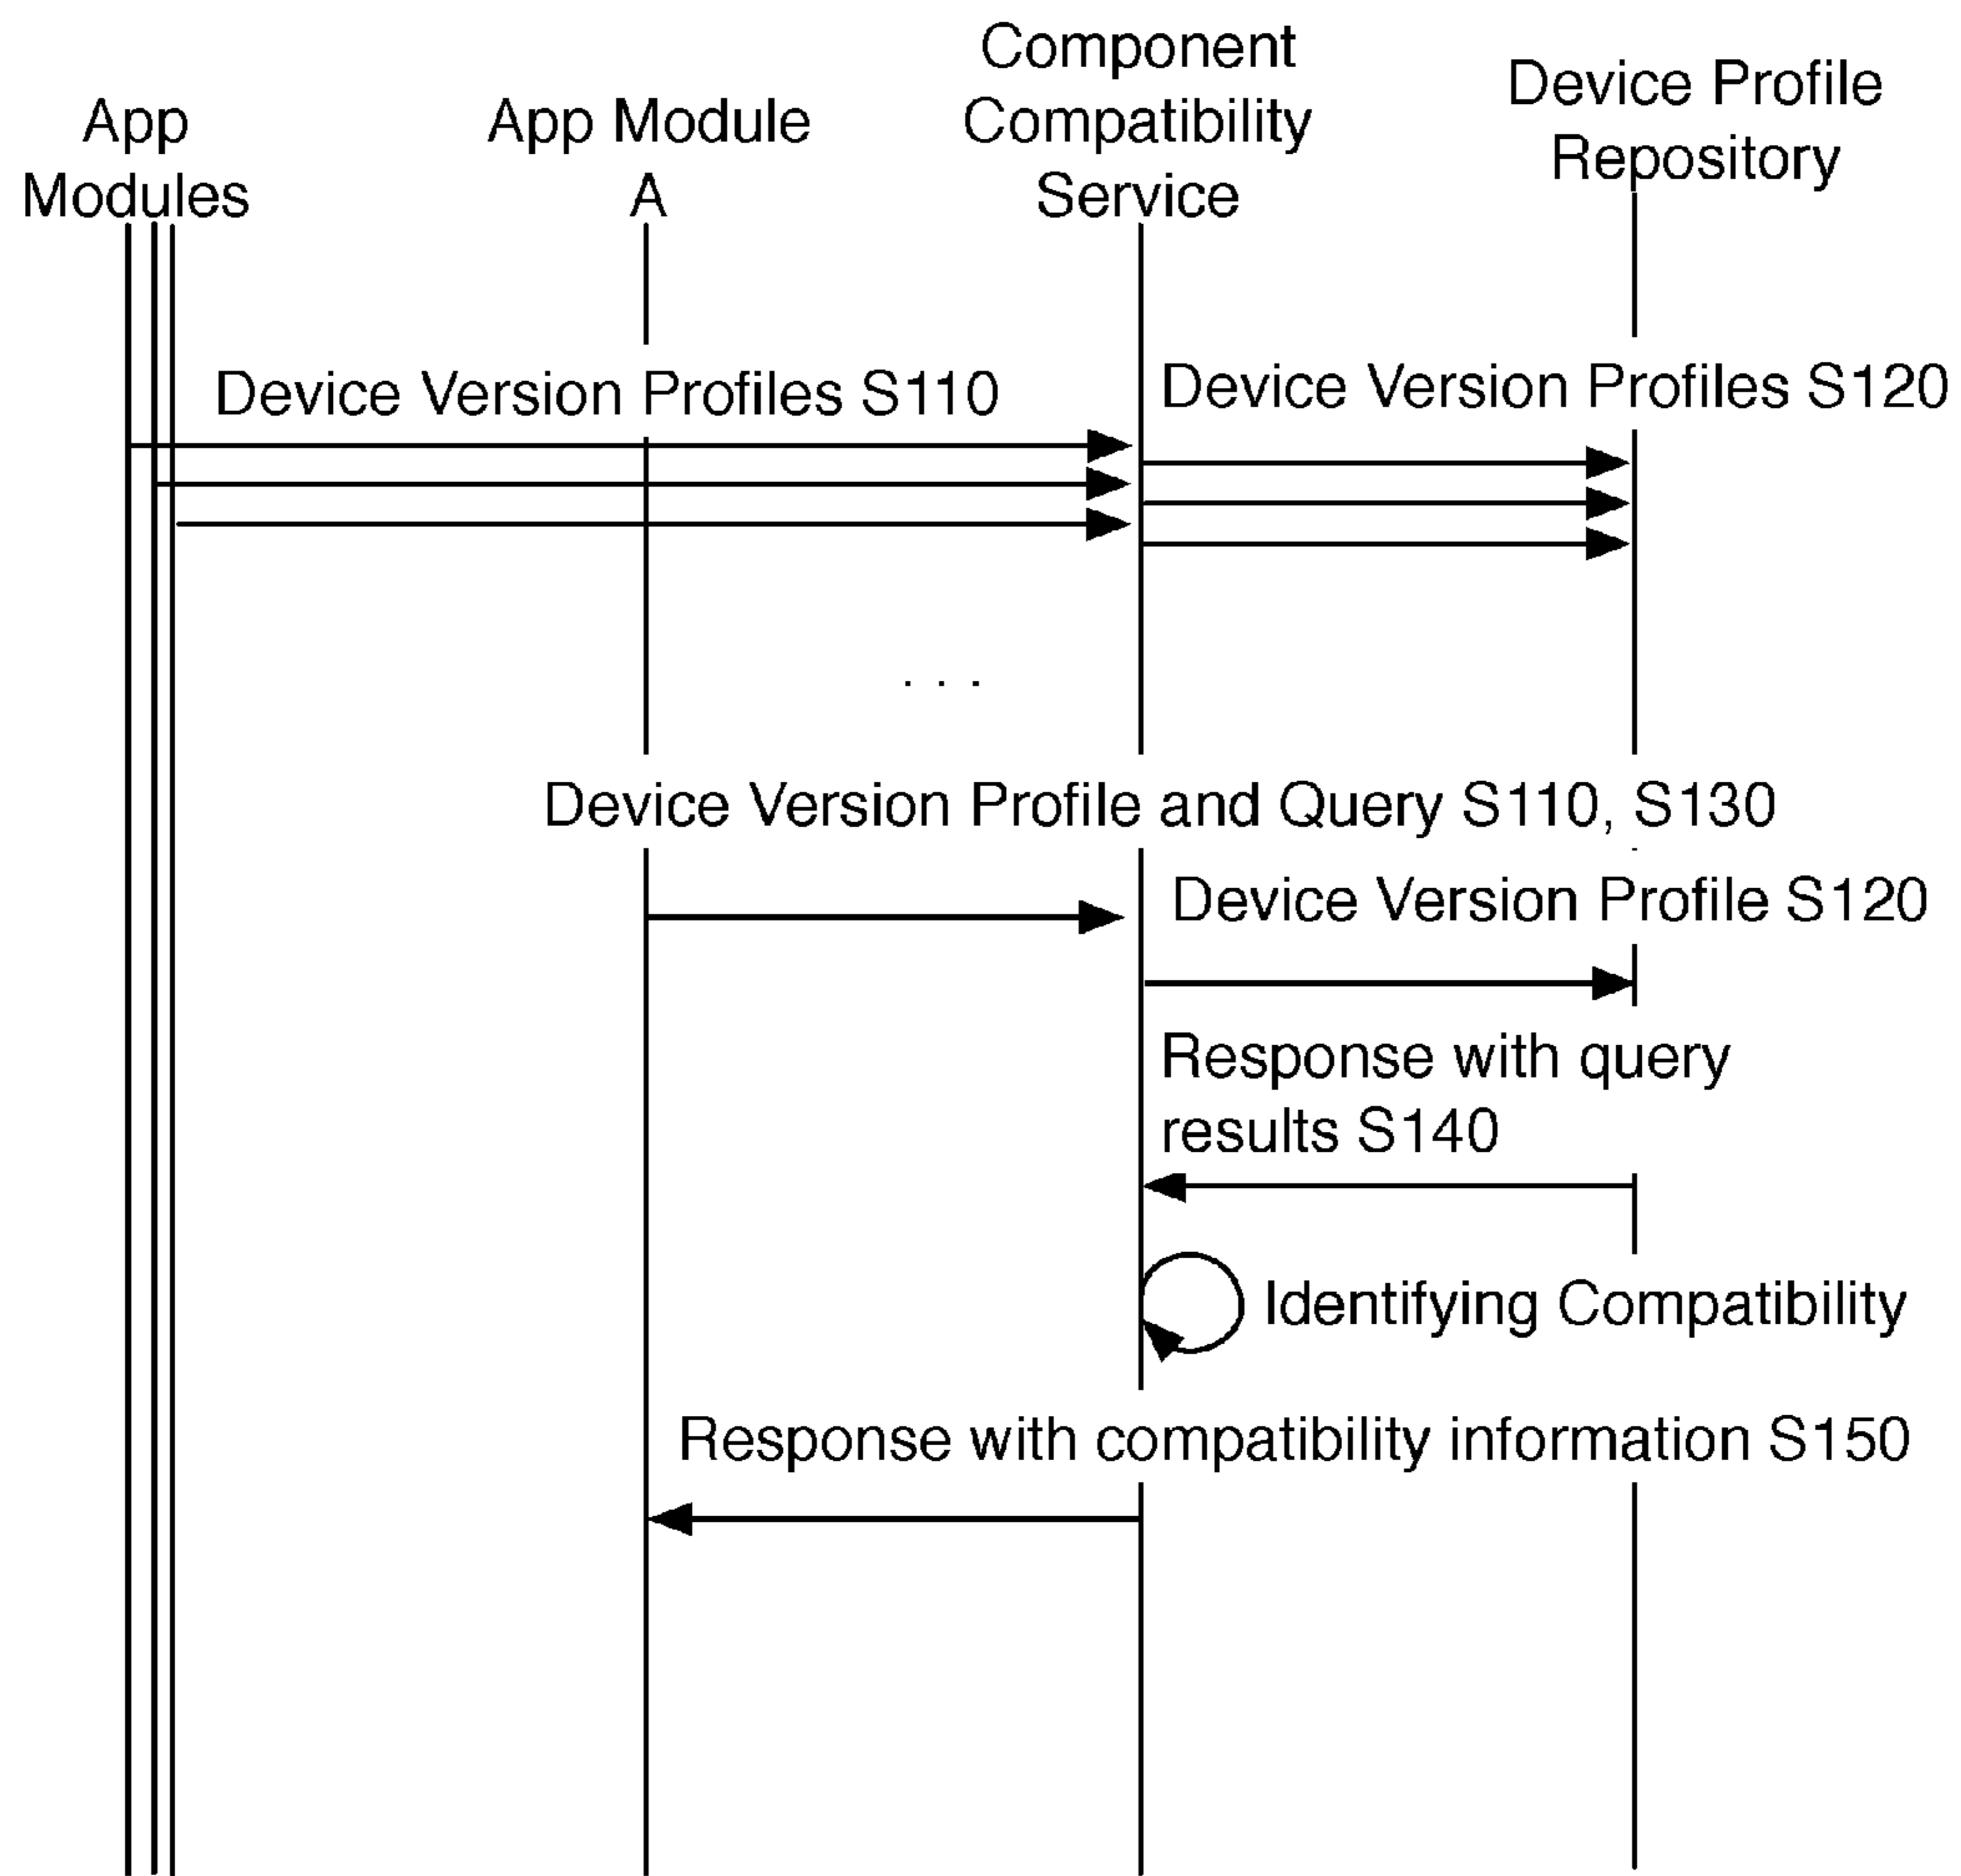 App
Modules
App Module
A
Component
Compatibility
Service
Device Profile
Repository
Device Version Profiles S110
Device Version Profiles S120
. . .
Device Version Profile and Query S110, S130
Device Version Profile S120
Response with query
results S140
Identifying Compatibility
Response with compatibility information S150